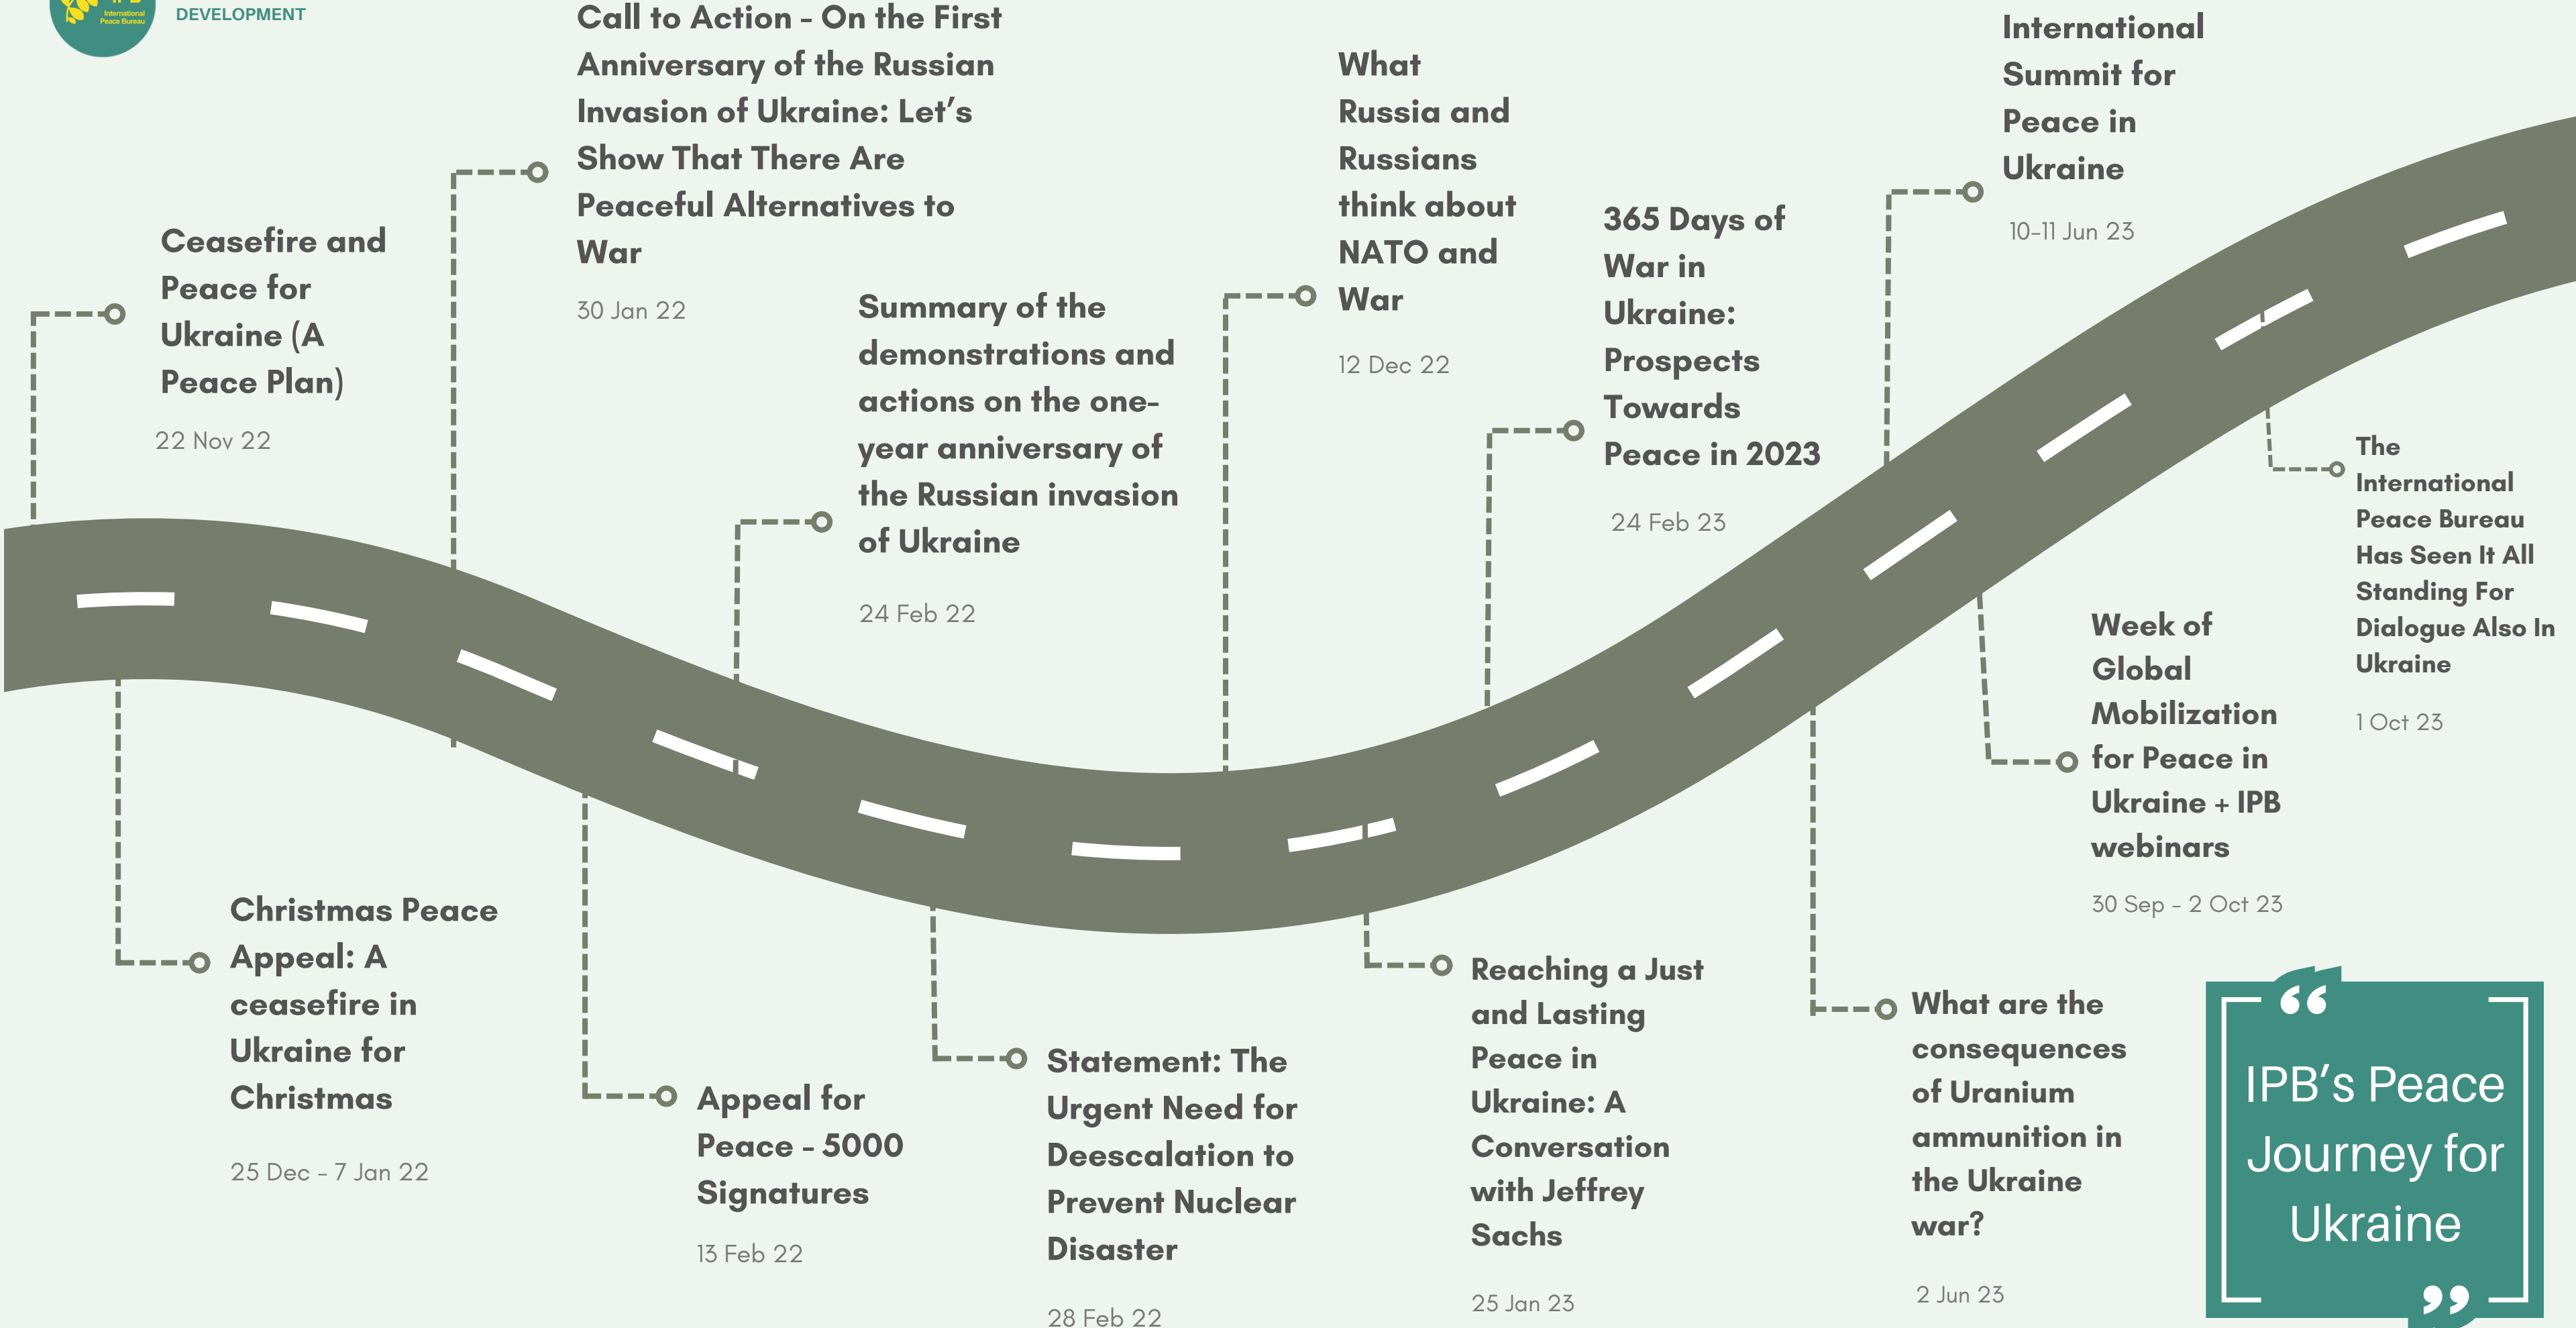 IPB
International
Peace Bureau
DEVELOPMENT
Call to Action - On the First
Anniversary of the Russian
Invasion of Ukraine: Let's
Show That There Are
Peaceful Alternatives to
War
30 Jan 22
What
Russia and
Russians
think about
NATO and
War
12 Dec 22
International
Summit for
Peace in
Ukraine
10-11 Jun 23
Ceasefire and
Peace for
Ukraine (A
Peace Plan)
22 Nov 22
Summary of the
demonstrations and
actions on the one-
year anniversary of
the Russian invasion
of Ukraine
24 Feb 22
365 Days of
War in
Ukraine:
Prospects
Towards
Peace in 2023
24 Feb 23
The
International
Peace Bureau
Has Seen It All
Standing For
Dialogue Also In
Ukraine
1 Oct 23
Week of
Global
Mobilization
for Peace in
Ukraine + IPB
webinars
30 Sep - 2 Oct 23
Christmas Peace
Appeal: A
ceasefire in
Ukraine for
Christmas
25 Dec - 7 Jan 22
Appeal for
Peace - 5000
Signatures
13 Feb 22
Statement: The
Urgent Need for
Deescalation to
Prevent Nuclear
Disaster
28 Feb 22
Reaching a Just
and Lasting
Peace in
Ukraine: A
Conversation
with Jeffrey
Sachs
25 Jan 23
What are the
consequences
of Uranium
ammunition in
the Ukraine
war?
2 Jun 23
“
IPB's Peace
Journey for
Ukraine
”